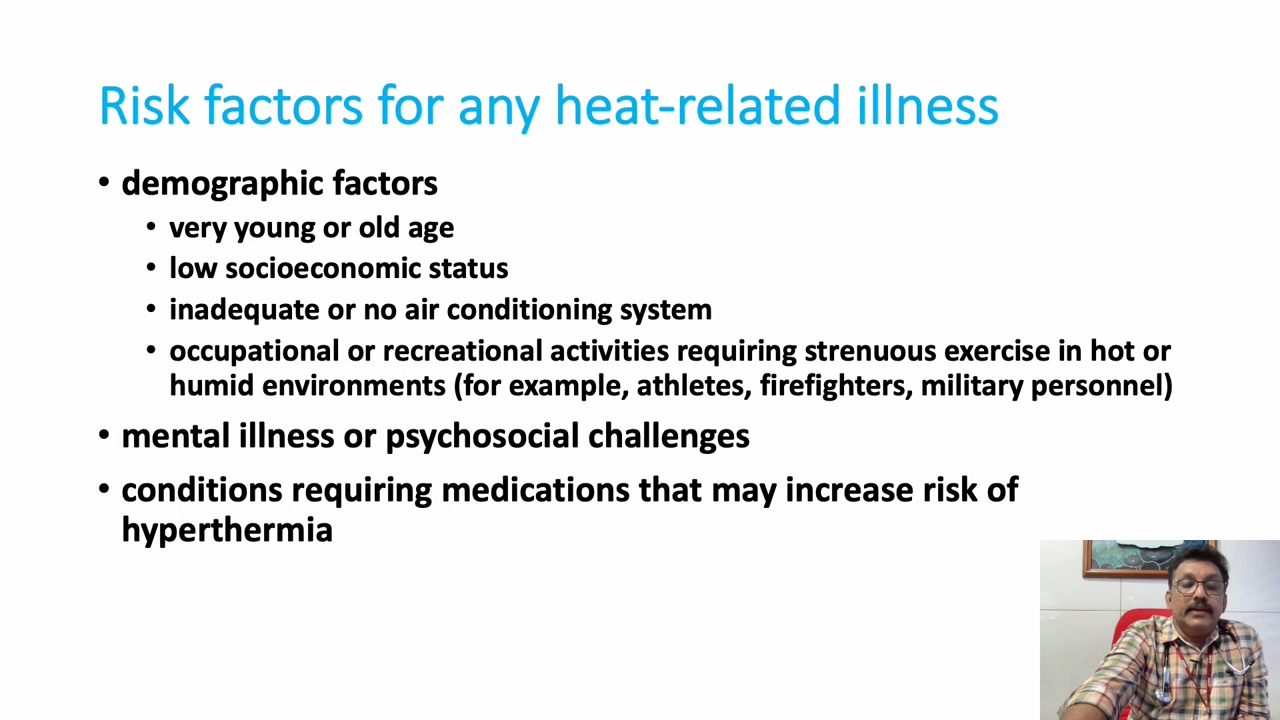 Risk factors for any heat-related illness
• demographic factors
• very young or old age
• low socioeconomic status
• inadequate or no air conditioning system
• occupational or recreational activities requiring strenuous exercise in hot or
humid environments (for example, athletes, firefighters, military personnel)
• mental illness or psychosocial challenges
• conditions requiring medications that may increase risk of
hyperthermia